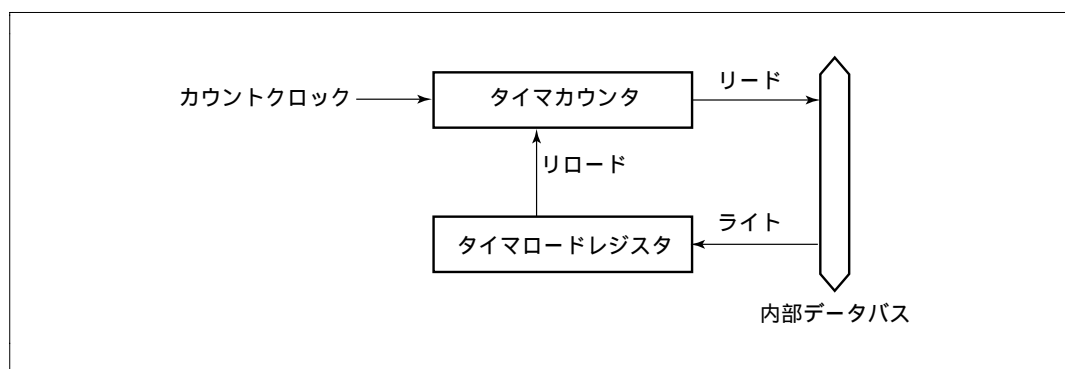 カウントクロック
タイマカウンタ
リード
リロード
タイマロードレジスタ
ライト
内部データバス